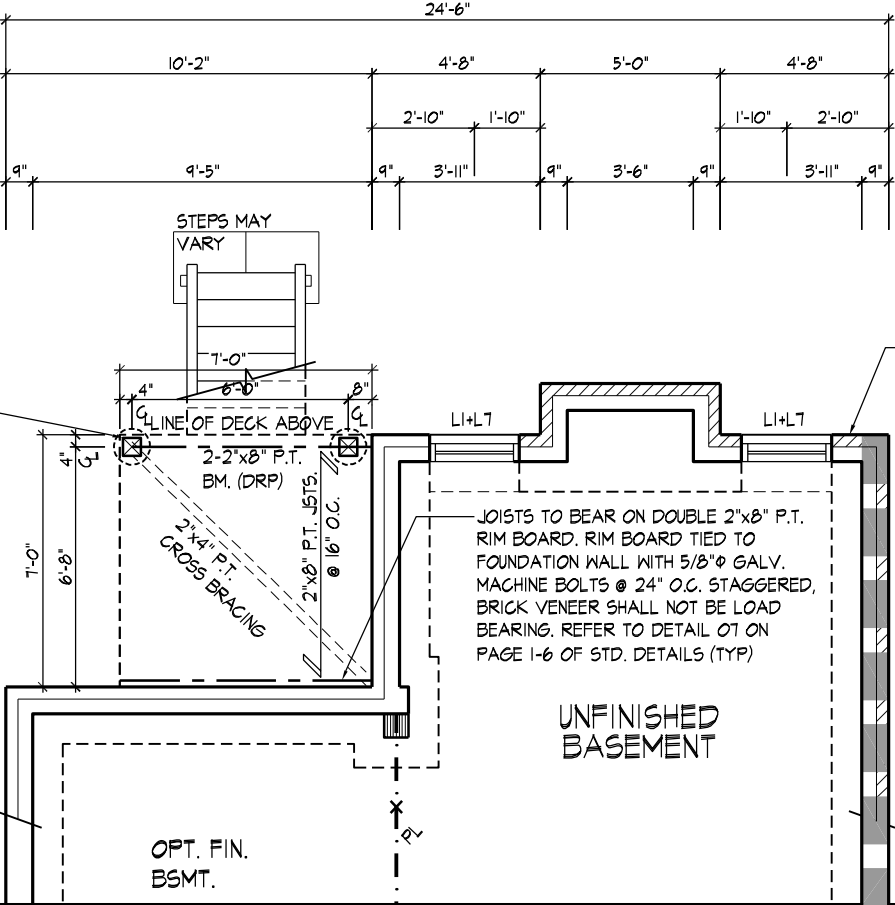 24'-6"
10'-2" 4'-8" 5'-0" 4'-8"
2'-10" 1'-10" 1'-10" 2'-10"
9" 9'-5" 9" 3'-11" 9" 3'-6" 9" 3'-11" 9"
STEPS MAY
VARY
7'-0"
4" 6'-0" 8"
CL CL
LINE OF DECK ABOVE
L1+L7 L1+L7
4" CL
2-2"x8" P.T.
BM. (DRP)
7'-0"
6'-8"
2"x4" P.T.
CROSS BRACING
2"x8" P.T. JSTS.
@ 16" O.C.
JOISTS TO BEAR ON DOUBLE 2"x8" P.T.
RIM BOARD. RIM BOARD TIED TO
FOUNDATION WALL WITH 5/8"Φ GALV.
MACHINE BOLTS @ 24" O.C. STAGGERED,
BRICK VENEER SHALL NOT BE LOAD
BEARING. REFER TO DETAIL 07 ON
PAGE 1-6 OF STD. DETAILS (TYP)
UNFINISHED
BASEMENT
PL
OPT. FIN.
BSMT.